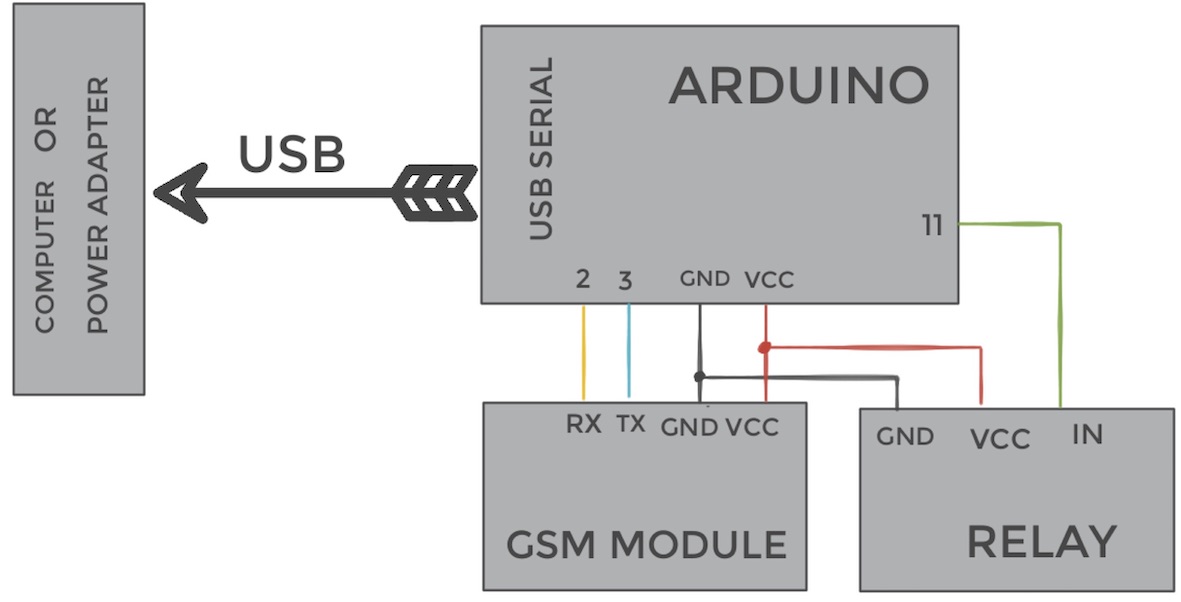 COMPUTER OR
POWER ADAPTER
USB
USB SERIAL
ARDUINO
11
2 3 GND VCC
RX TX GND VCC
GSM MODULE
GND VCC IN
RELAY